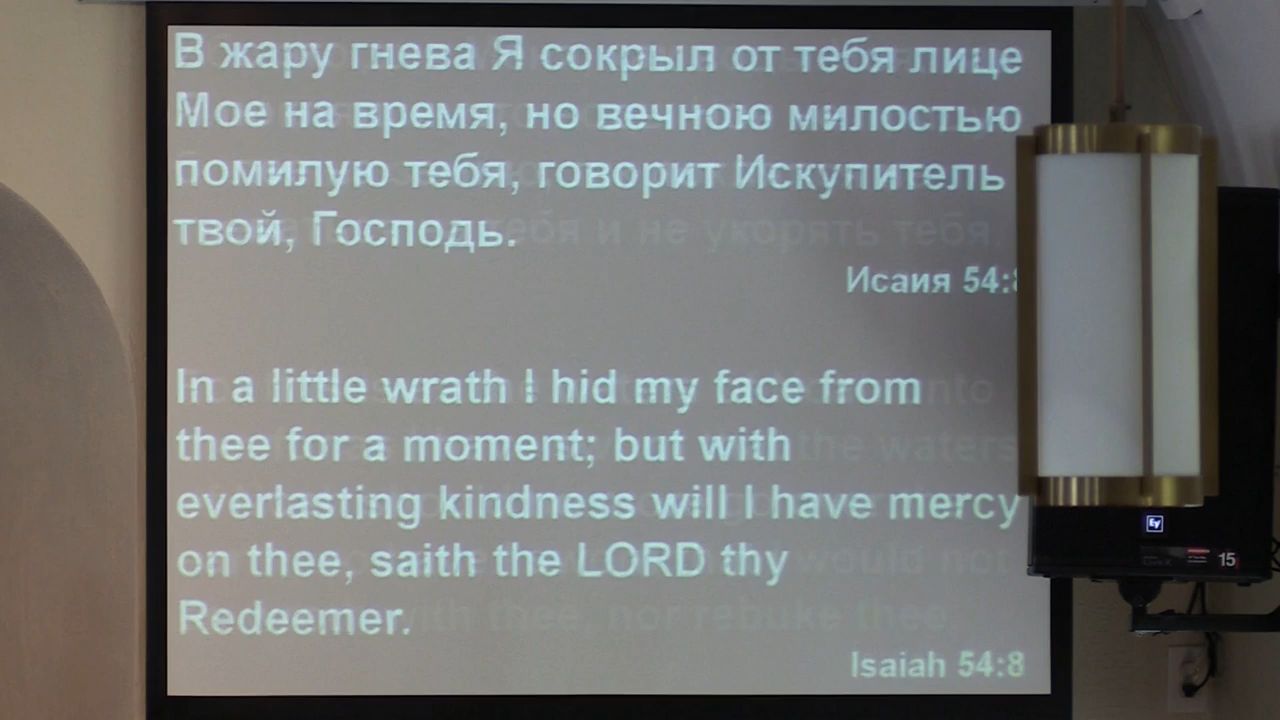 В жару гнева Я сокрыл от тебя лице
Мое на время, но вечною милостью
помилую тебя, говорит Искупитель
твой, Господь.
Исаия 54:8
In a little wrath I hid my face from
thee for a moment; but with
everlasting kindness will I have mercy
on thee, saith the LORD thy
Redeemer.
Isaiah 54:8
EV
15